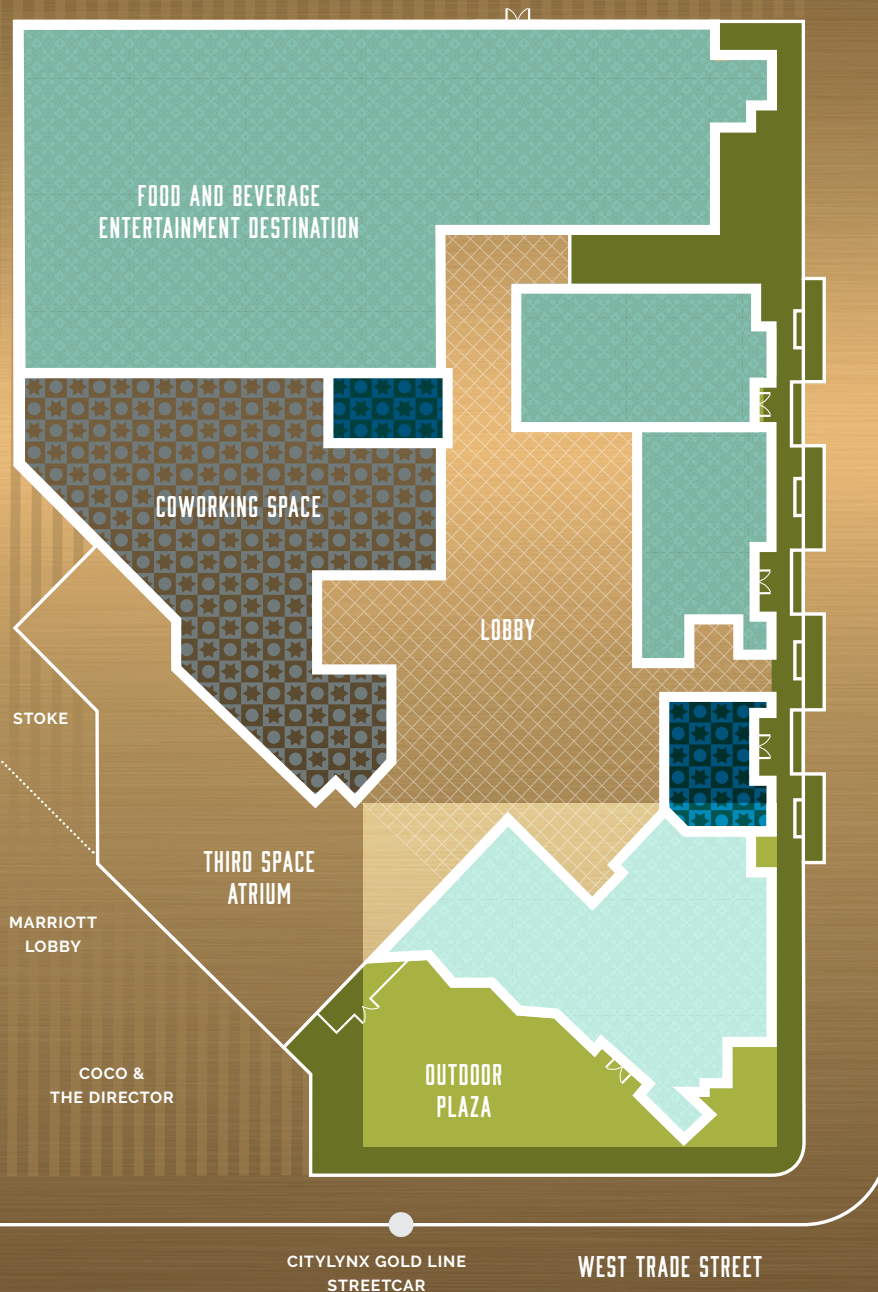 FOOD AND BEVERAGE
ENTERTAINMENT DESTINATION
COWORKING SPACE
LOBBY
STOKE
THIRD SPACE
ATRIUM
MARRIOTT
LOBBY
COCO &
THE DIRECTOR
OUTDOOR
PLAZA
CITYLYNX GOLD LINE
STREETCAR
WEST TRADE STREET